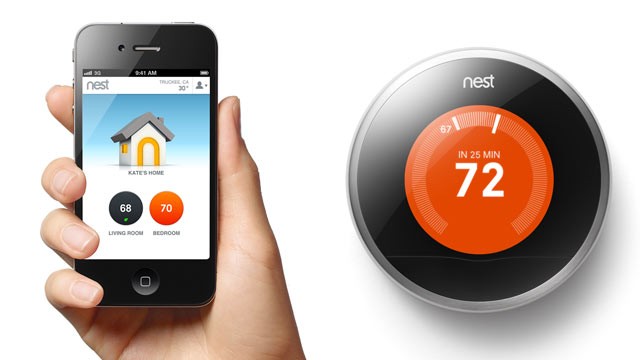 3G 9:41 AM
nest
TRUCKEE, CA
30°
KATE'S HOME
68 70
LIVING ROOM BEDROOM
nest
67
IN 25 MIN
72